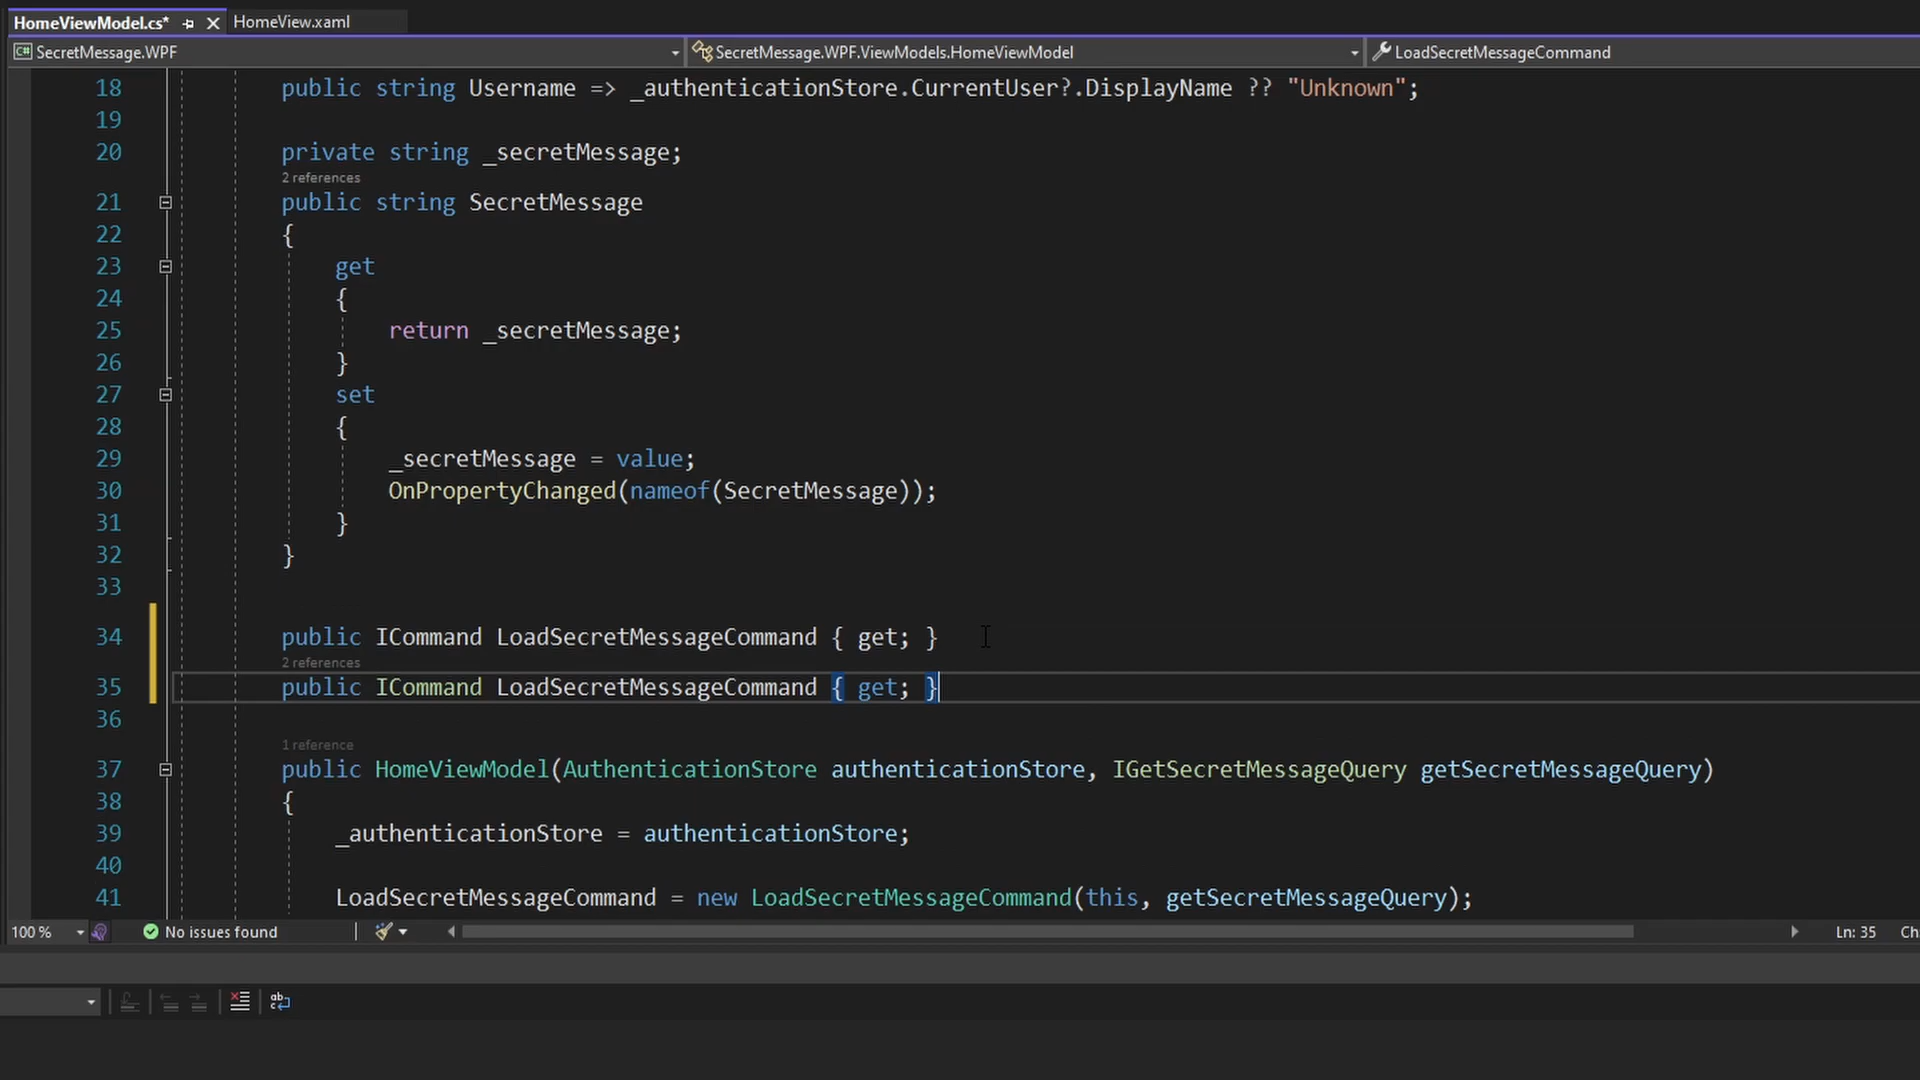 HomeViewModel.cs* HomeView.xaml
C# SecretMessage.WPF SecretMessage.WPF.ViewModels.HomeViewModel LoadSecretMessageCommand
18 public string Username => _authenticationStore.CurrentUser?.DisplayName ?? "Unknown";
19
20 private string _secretMessage;
2 references
21 public string SecretMessage
22 {
23 get
24 {
25 return _secretMessage;
26 }
27 set
28 {
29 _secretMessage = value;
30 OnPropertyChanged(nameof(SecretMessage));
31 }
32 }
33
34 public ICommand LoadSecretMessageCommand { get; }
2 references
35 public ICommand LoadSecretMessageCommand { get; }
36
1 reference
37 public HomeViewModel(AuthenticationStore authenticationStore, IGetSecretMessageQuery getSecretMessageQuery)
38 {
39 _authenticationStore = authenticationStore;
40
41 LoadSecretMessageCommand = new LoadSecretMessageCommand(this, getSecretMessageQuery);
100 % No issues found Ln: 35 Ch